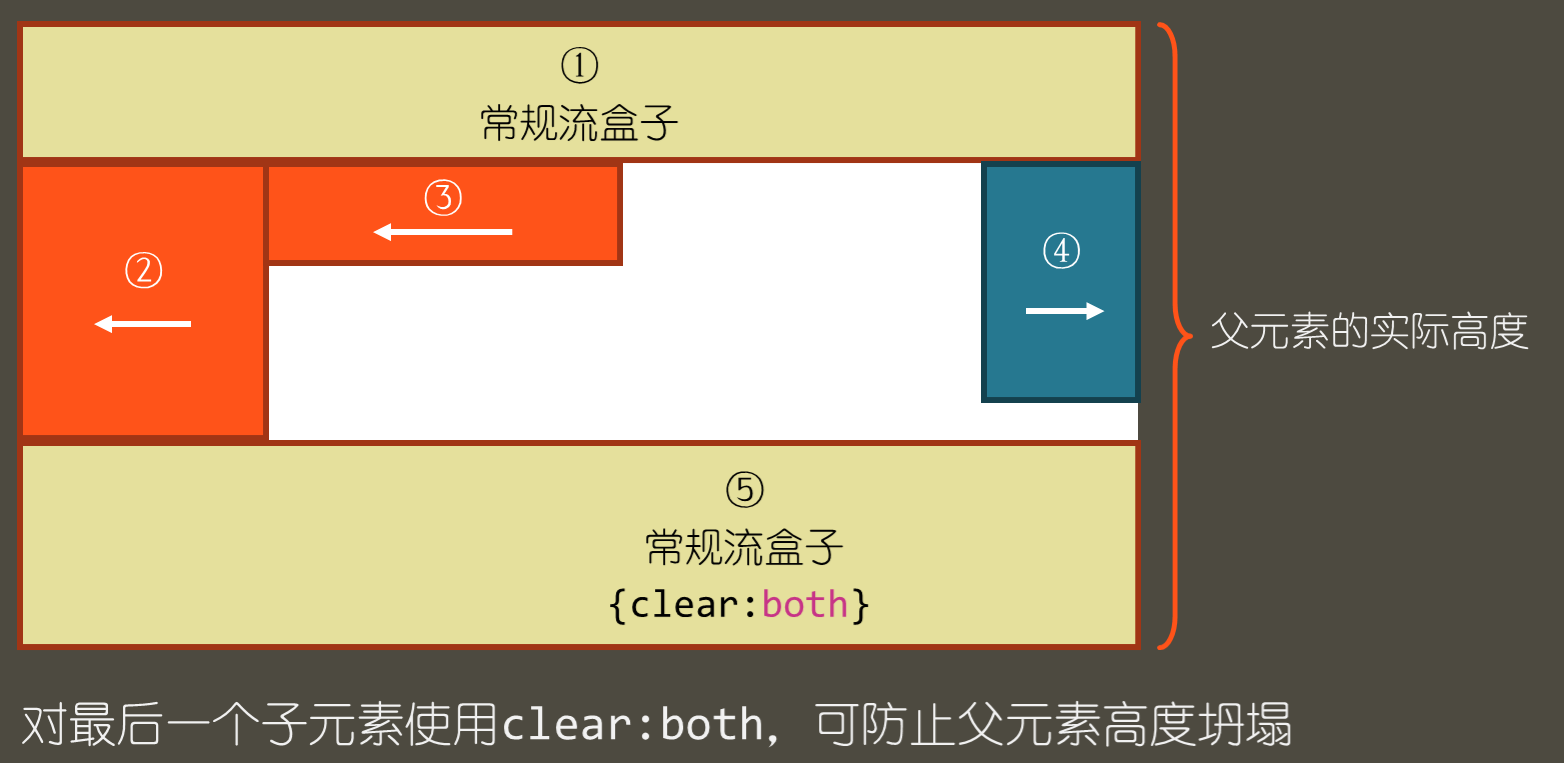 ①
常规流盒子
②
③
④
父元素的实际高度
⑤
常规流盒子
{clear:both}
对最后一个子元素使用clear:both，可防止父元素高度坍塌